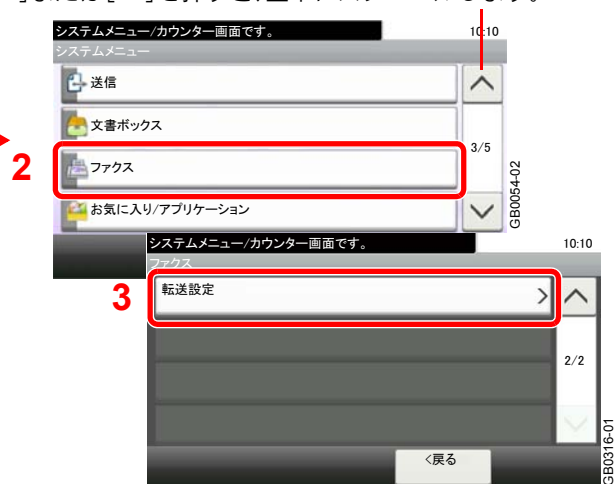 システムメニュー/カウンター画面です。
10:10
システムメニュー
送信
文書ボックス
3/5
2
ファクス
お気に入り/アプリケーション
GB0054-02
システムメニュー/カウンター画面です。
10:10
ファクス
3
転送設定
2/2
<戻る
GB0316-01